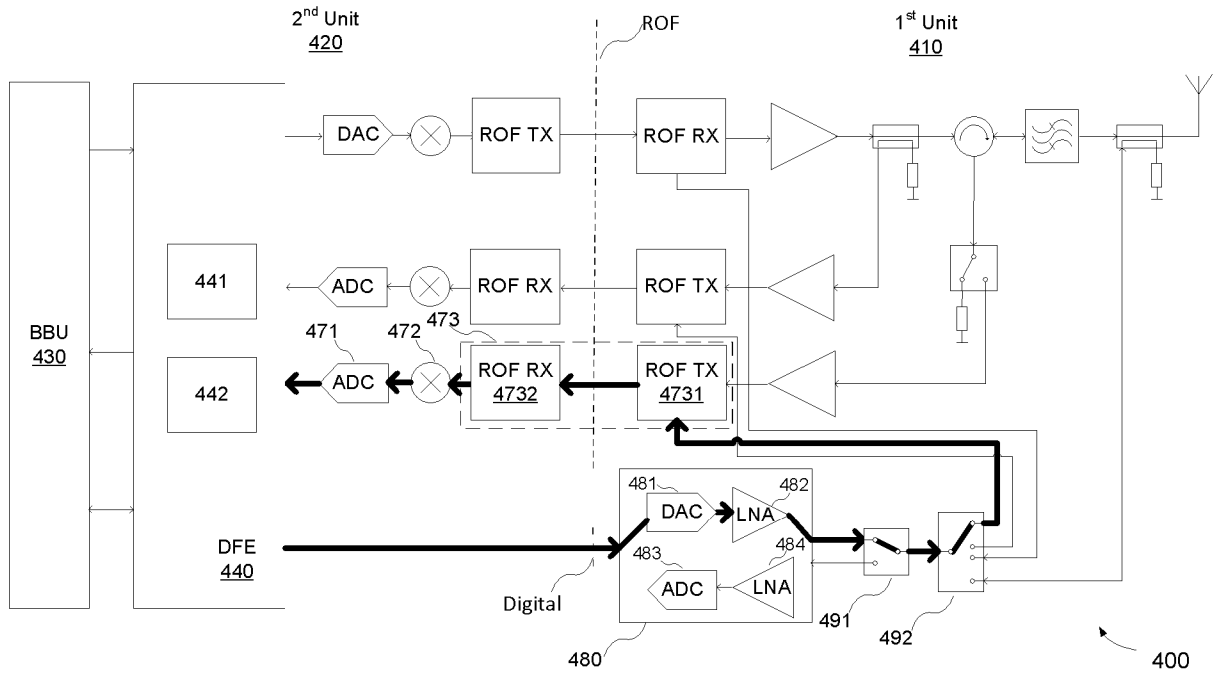 2nd Unit
420
ROF
1st Unit
410
DAC
ROF TX
ROF RX
441
ADC
ROF RX
ROF TX
BBU
430
471
472
473
442
ADC
ROF RX
4732
ROF TX
4731
481
DAC
482
LNA
DFE
440
483
ADC
484
LNA
Digital
491
492
480
400